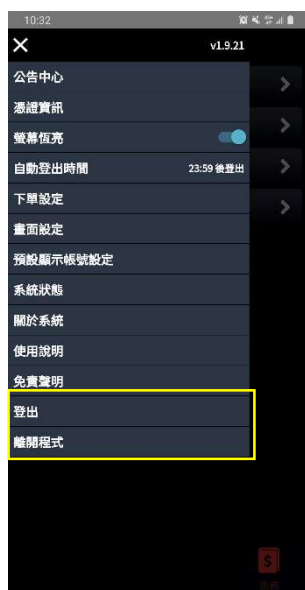 10:32
v1.9.21
公告中心
憑證資訊
螢幕恆亮
自動登出時間 23:59 後登出
下單設定
畫面設定
預設顯示帳號設定
系統狀態
關於系統
使用說明
免責聲明
登出
離開程式
$